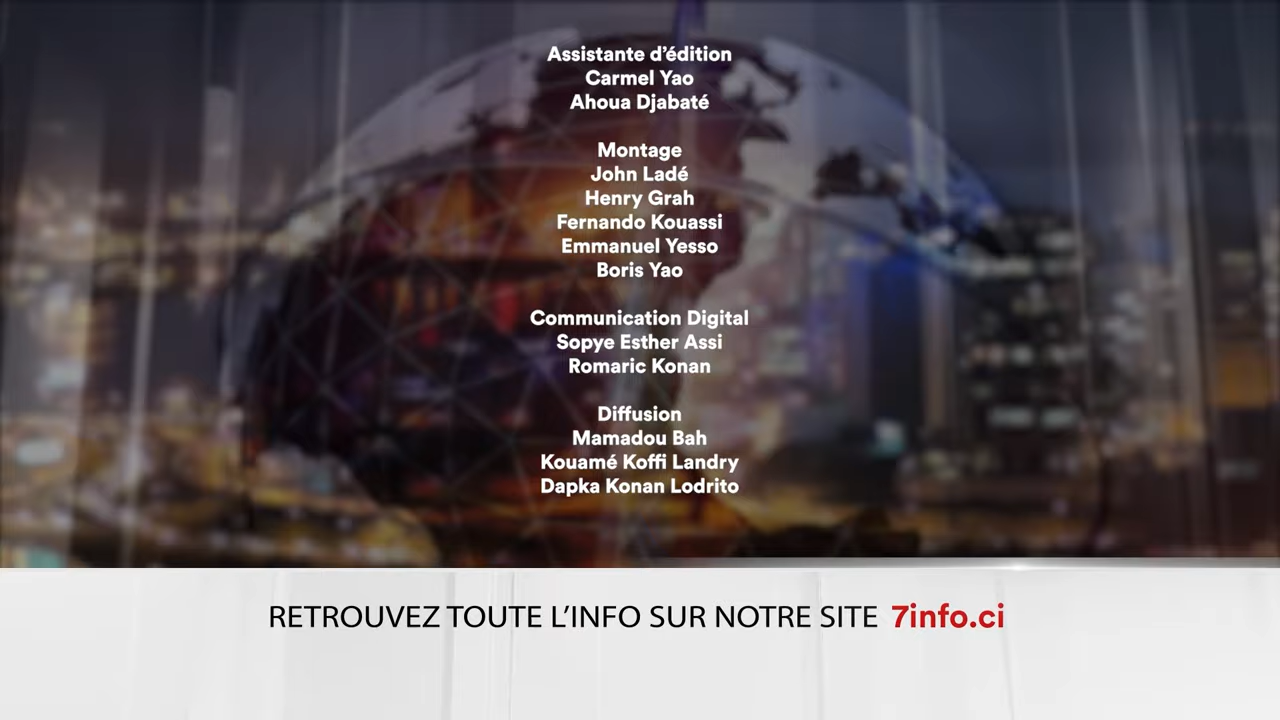 Assistante d’édition
Carmel Yao
Ahoua Djabaté
Montage
John Ladé
Henry Grah
Fernando Kouassi
Emmanuel Yesso
Boris Yao
Communication Digital
Sopye Esther Assi
Romaric Konan
Diffusion
Mamadou Bah
Kouamé Koffi Landry
Dapka Konan Lodrito
RETROUVEZ TOUTE L’INFO SUR NOTRE SITE 7info.ci